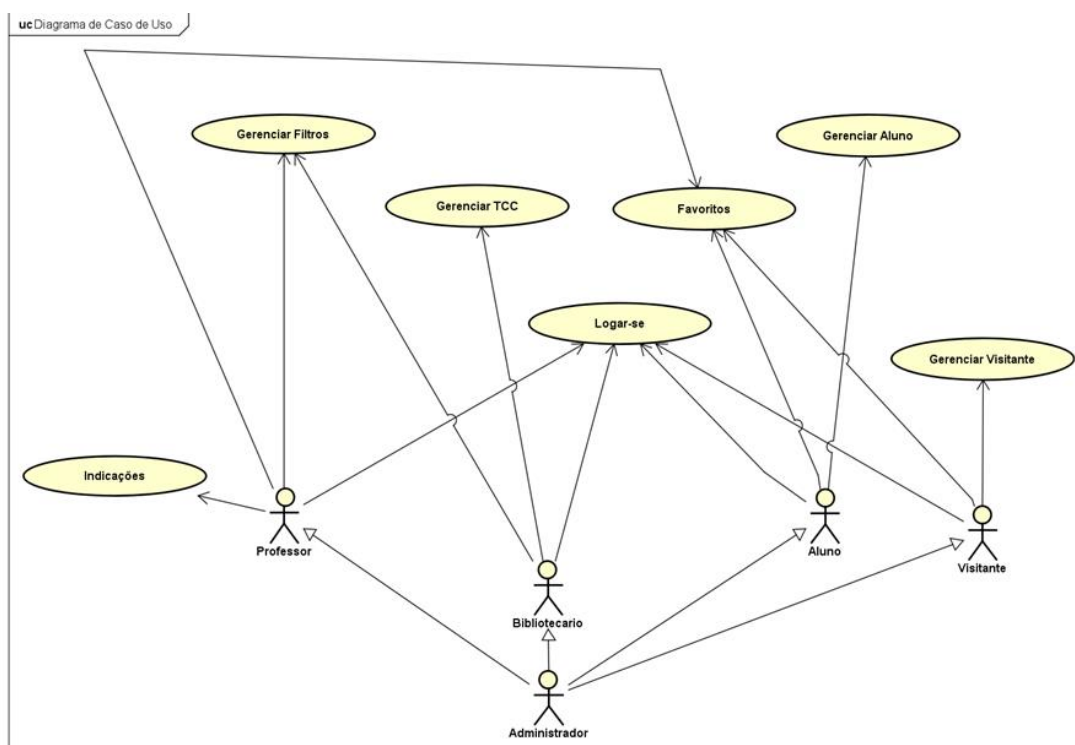 uc Diagrama de Caso de Uso
Gerenciar Filtros
Gerenciar Aluno
Gerenciar TCC
Favoritos
Logar-se
Gerenciar Visitante
Indicações
Professor
Aluno
Visitante
Bibliotecario
Administrador